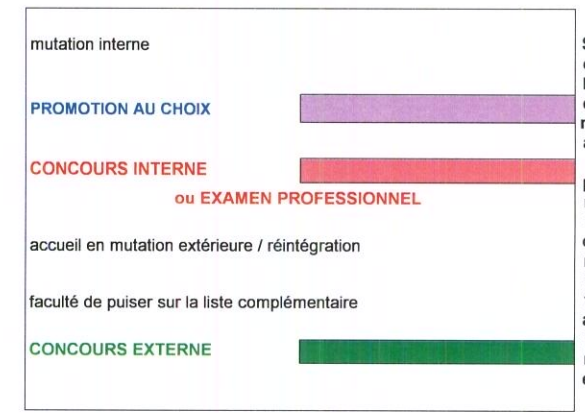 mutation interne
PROMOTION AU CHOIX
CONCOURS INTERNE
ou EXAMEN PROFESSIONNEL
accueil en mutation extérieure / réintégration
faculté de puiser sur la liste complémentaire
CONCOURS EXTERNE